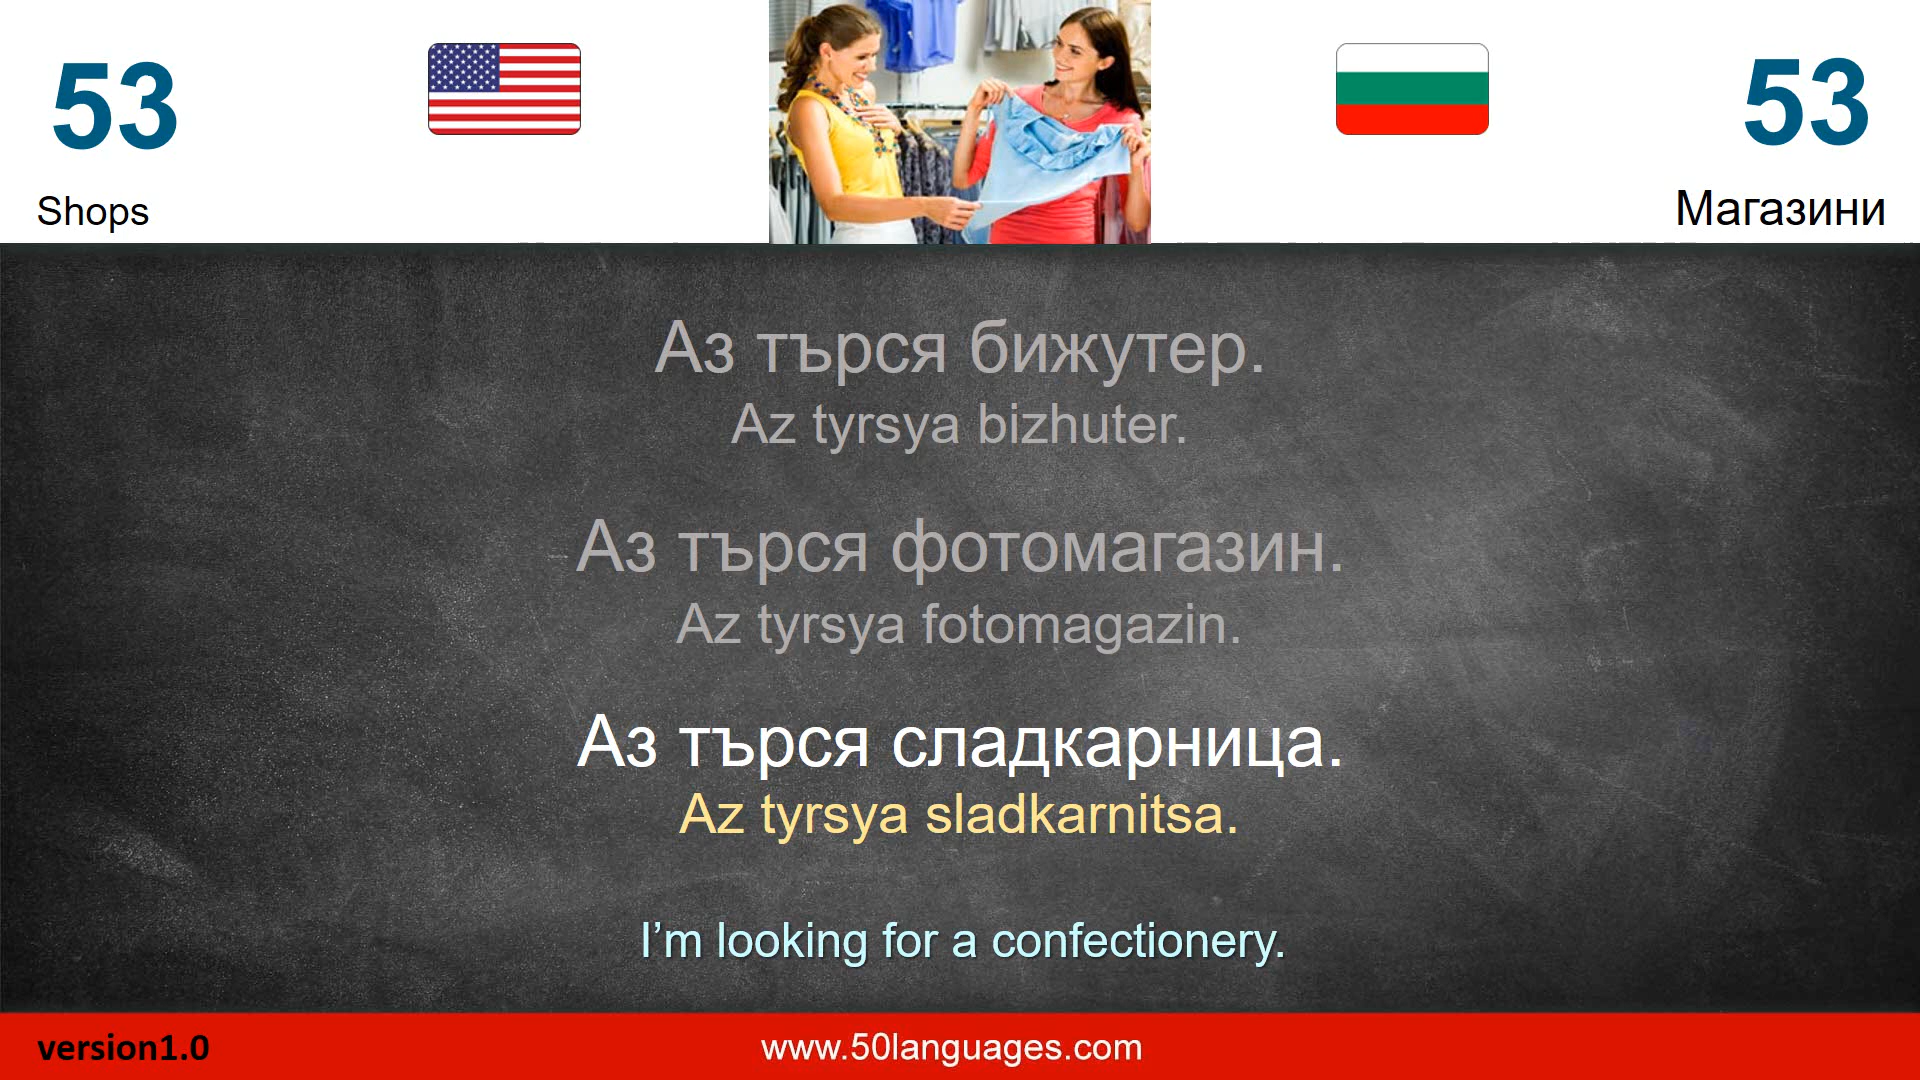 53
53
Shops
Магазини
Аз търся бижутер.
Az tyrsya bizhuter.
Аз търся фотомагазин.
Az tyrsya fotomagazin.
Аз търся сладкарница.
Az tyrsya sladkarnitsa.
I’m looking for a confectionery.
version1.0
www.50languages.com